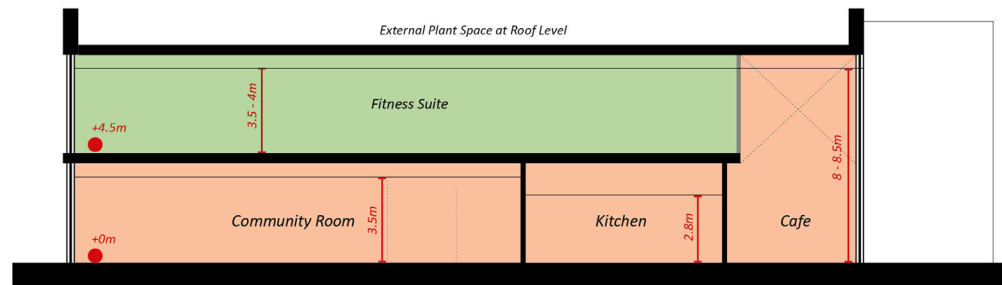 External Plant Space at Roof Level
Fitness Suite
3.5 - 4m
+4.5m
8 - 8.5m
Community Room
3.5m
Kitchen
2.8m
Cafe
+0m